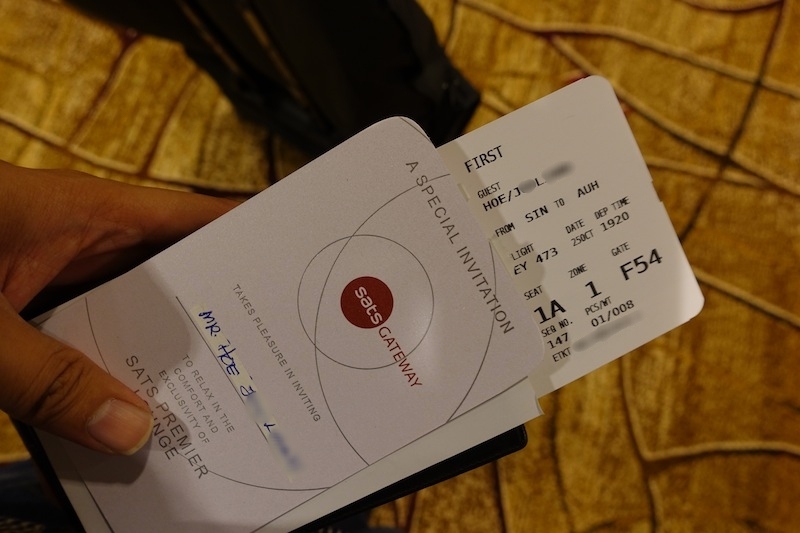 A SPECIAL INVITATION
sats GATEWAY
TAKES PLEASURE IN INVITING
MR. HOE J L
TO RELAX IN THE
COMFORT AND
EXCLUSIVITY OF
SATS PREMIER
FIRST
GUEST
HOE/J L
FROM SIN TO AUH
LIGHT DATE DEP TIME
EY 473 25OCT 1920
SEAT ZONE GATE
1A 1 F54
SEQ NO. PCS/WT
147 01/008
ETKT